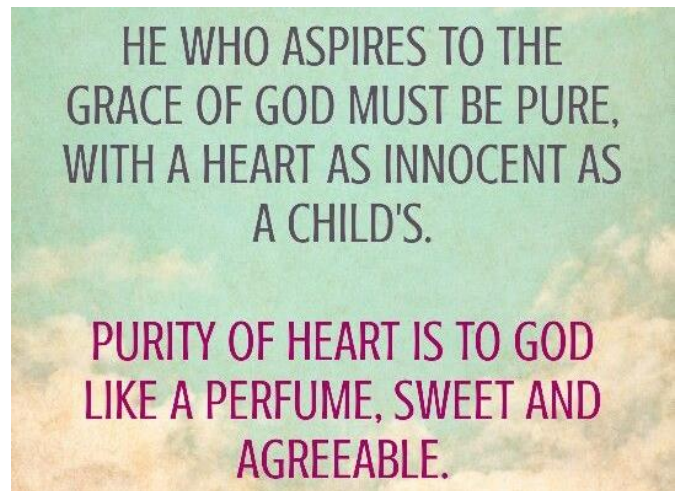 HE WHO ASPIRES TO THE
GRACE OF GOD MUST BE PURE,
WITH A HEART AS INNOCENT AS
A CHILD'S.
PURITY OF HEART IS TO GOD
LIKE A PERFUME, SWEET AND
AGREEABLE.